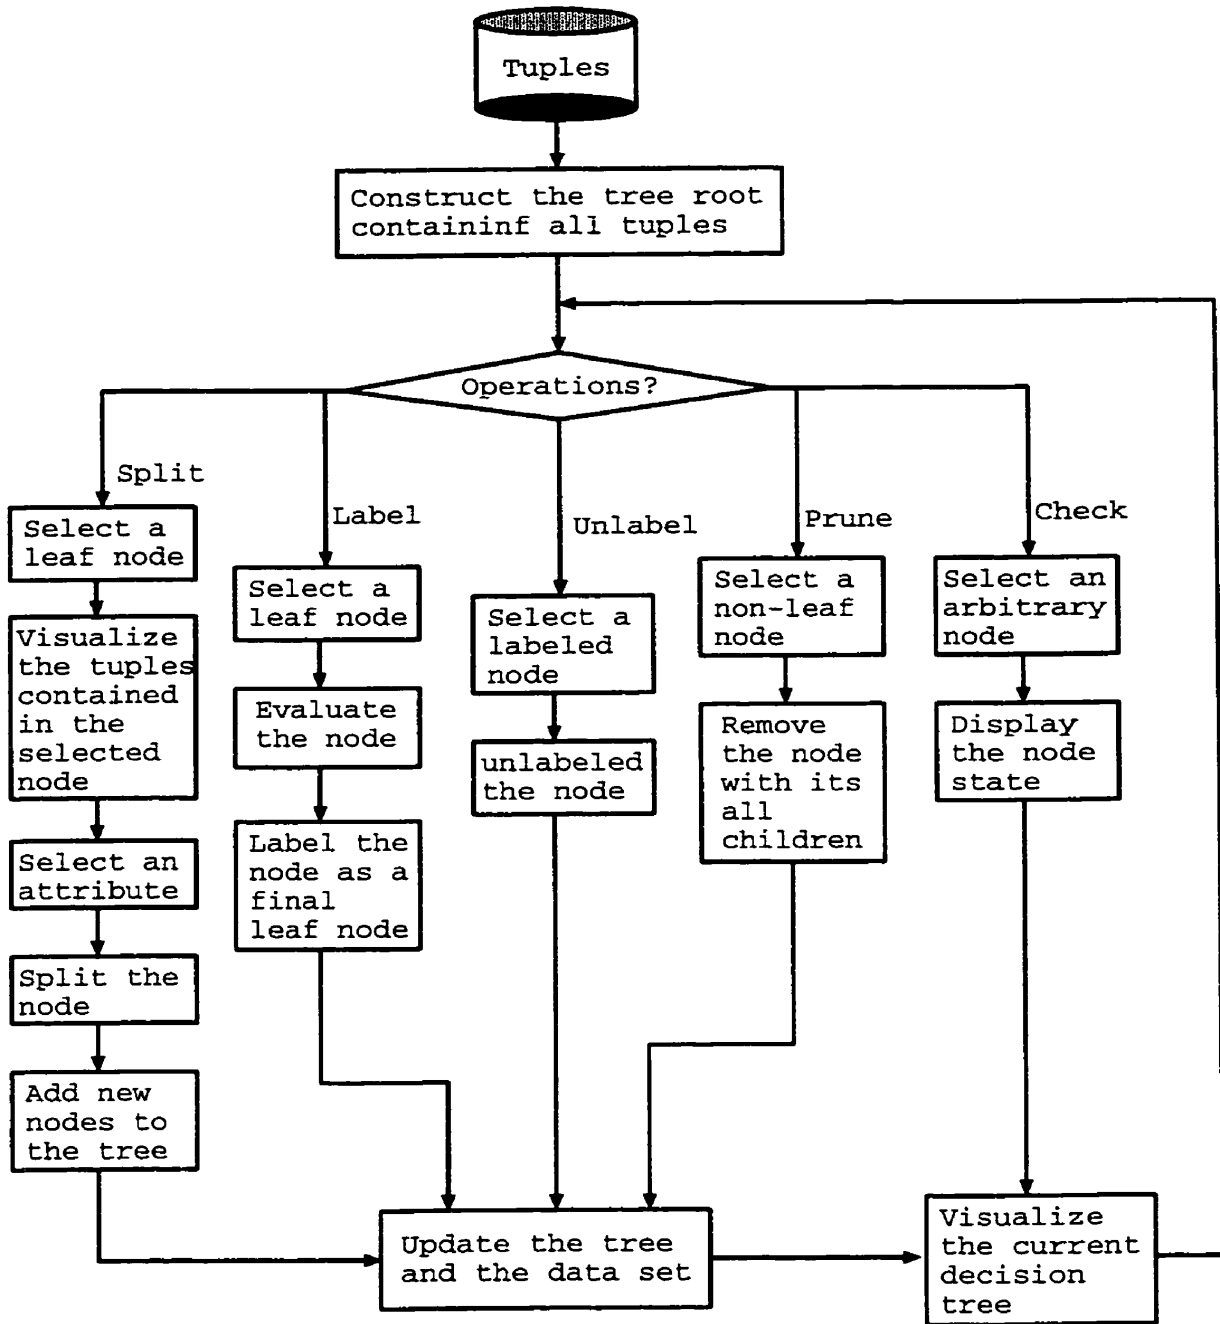 Tuples
Construct the tree root
containinf all tuples
Operations?
Split
Select a
leaf node
Visualize
the tuples
contained
in the
selected
node
Select an
attribute
Split the
node
Add new
nodes to
the tree
Label
Select a
leaf node
Evaluate
the node
Label the
node as a
final
leaf node
Unlabel
Select a
labeled
node
unlabeled
the node
Prune
Select a
non-leaf
node
Remove
the node
with its
all
children
Check
Select an
arbitrary
node
Display
the node
state
Update the tree
and the data set
Visualize
the current
decision
tree